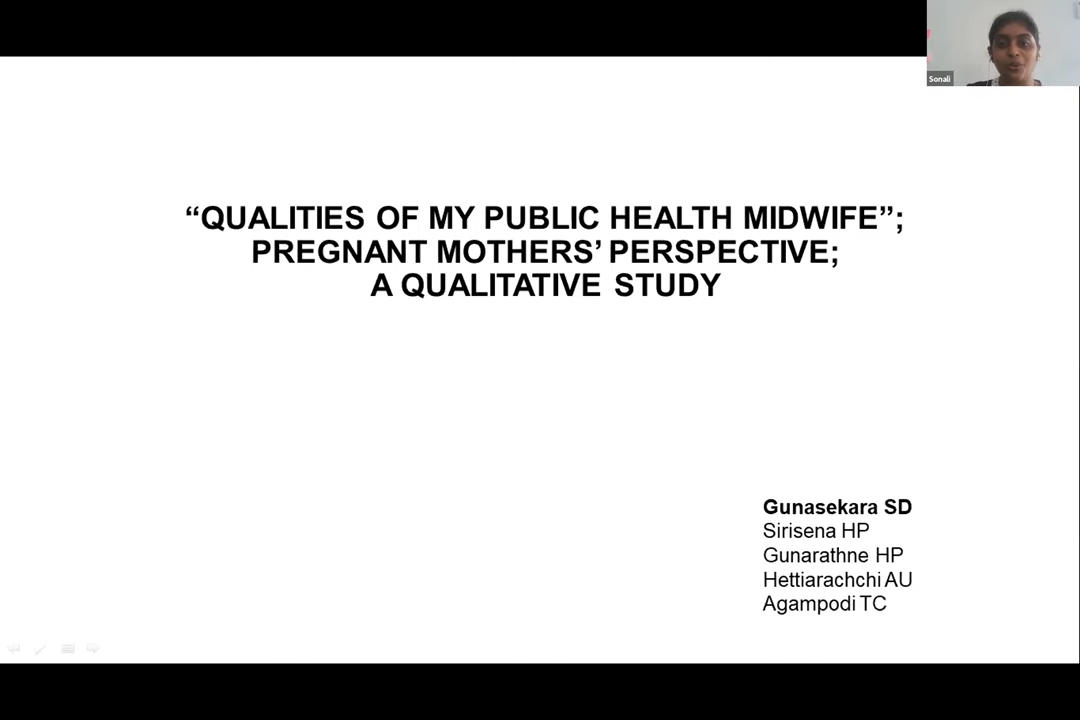 Sonali
“QUALITIES OF MY PUBLIC HEALTH MIDWIFE”;
PREGNANT MOTHERS’ PERSPECTIVE;
A QUALITATIVE STUDY
Gunasekara SD
Sirisena HP
Gunarathne HP
Hettiarachchi AU
Agampodi TC